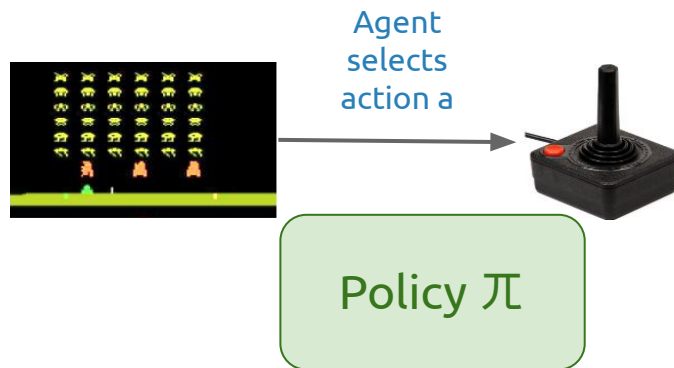 Agent
selects
action a
Policy π